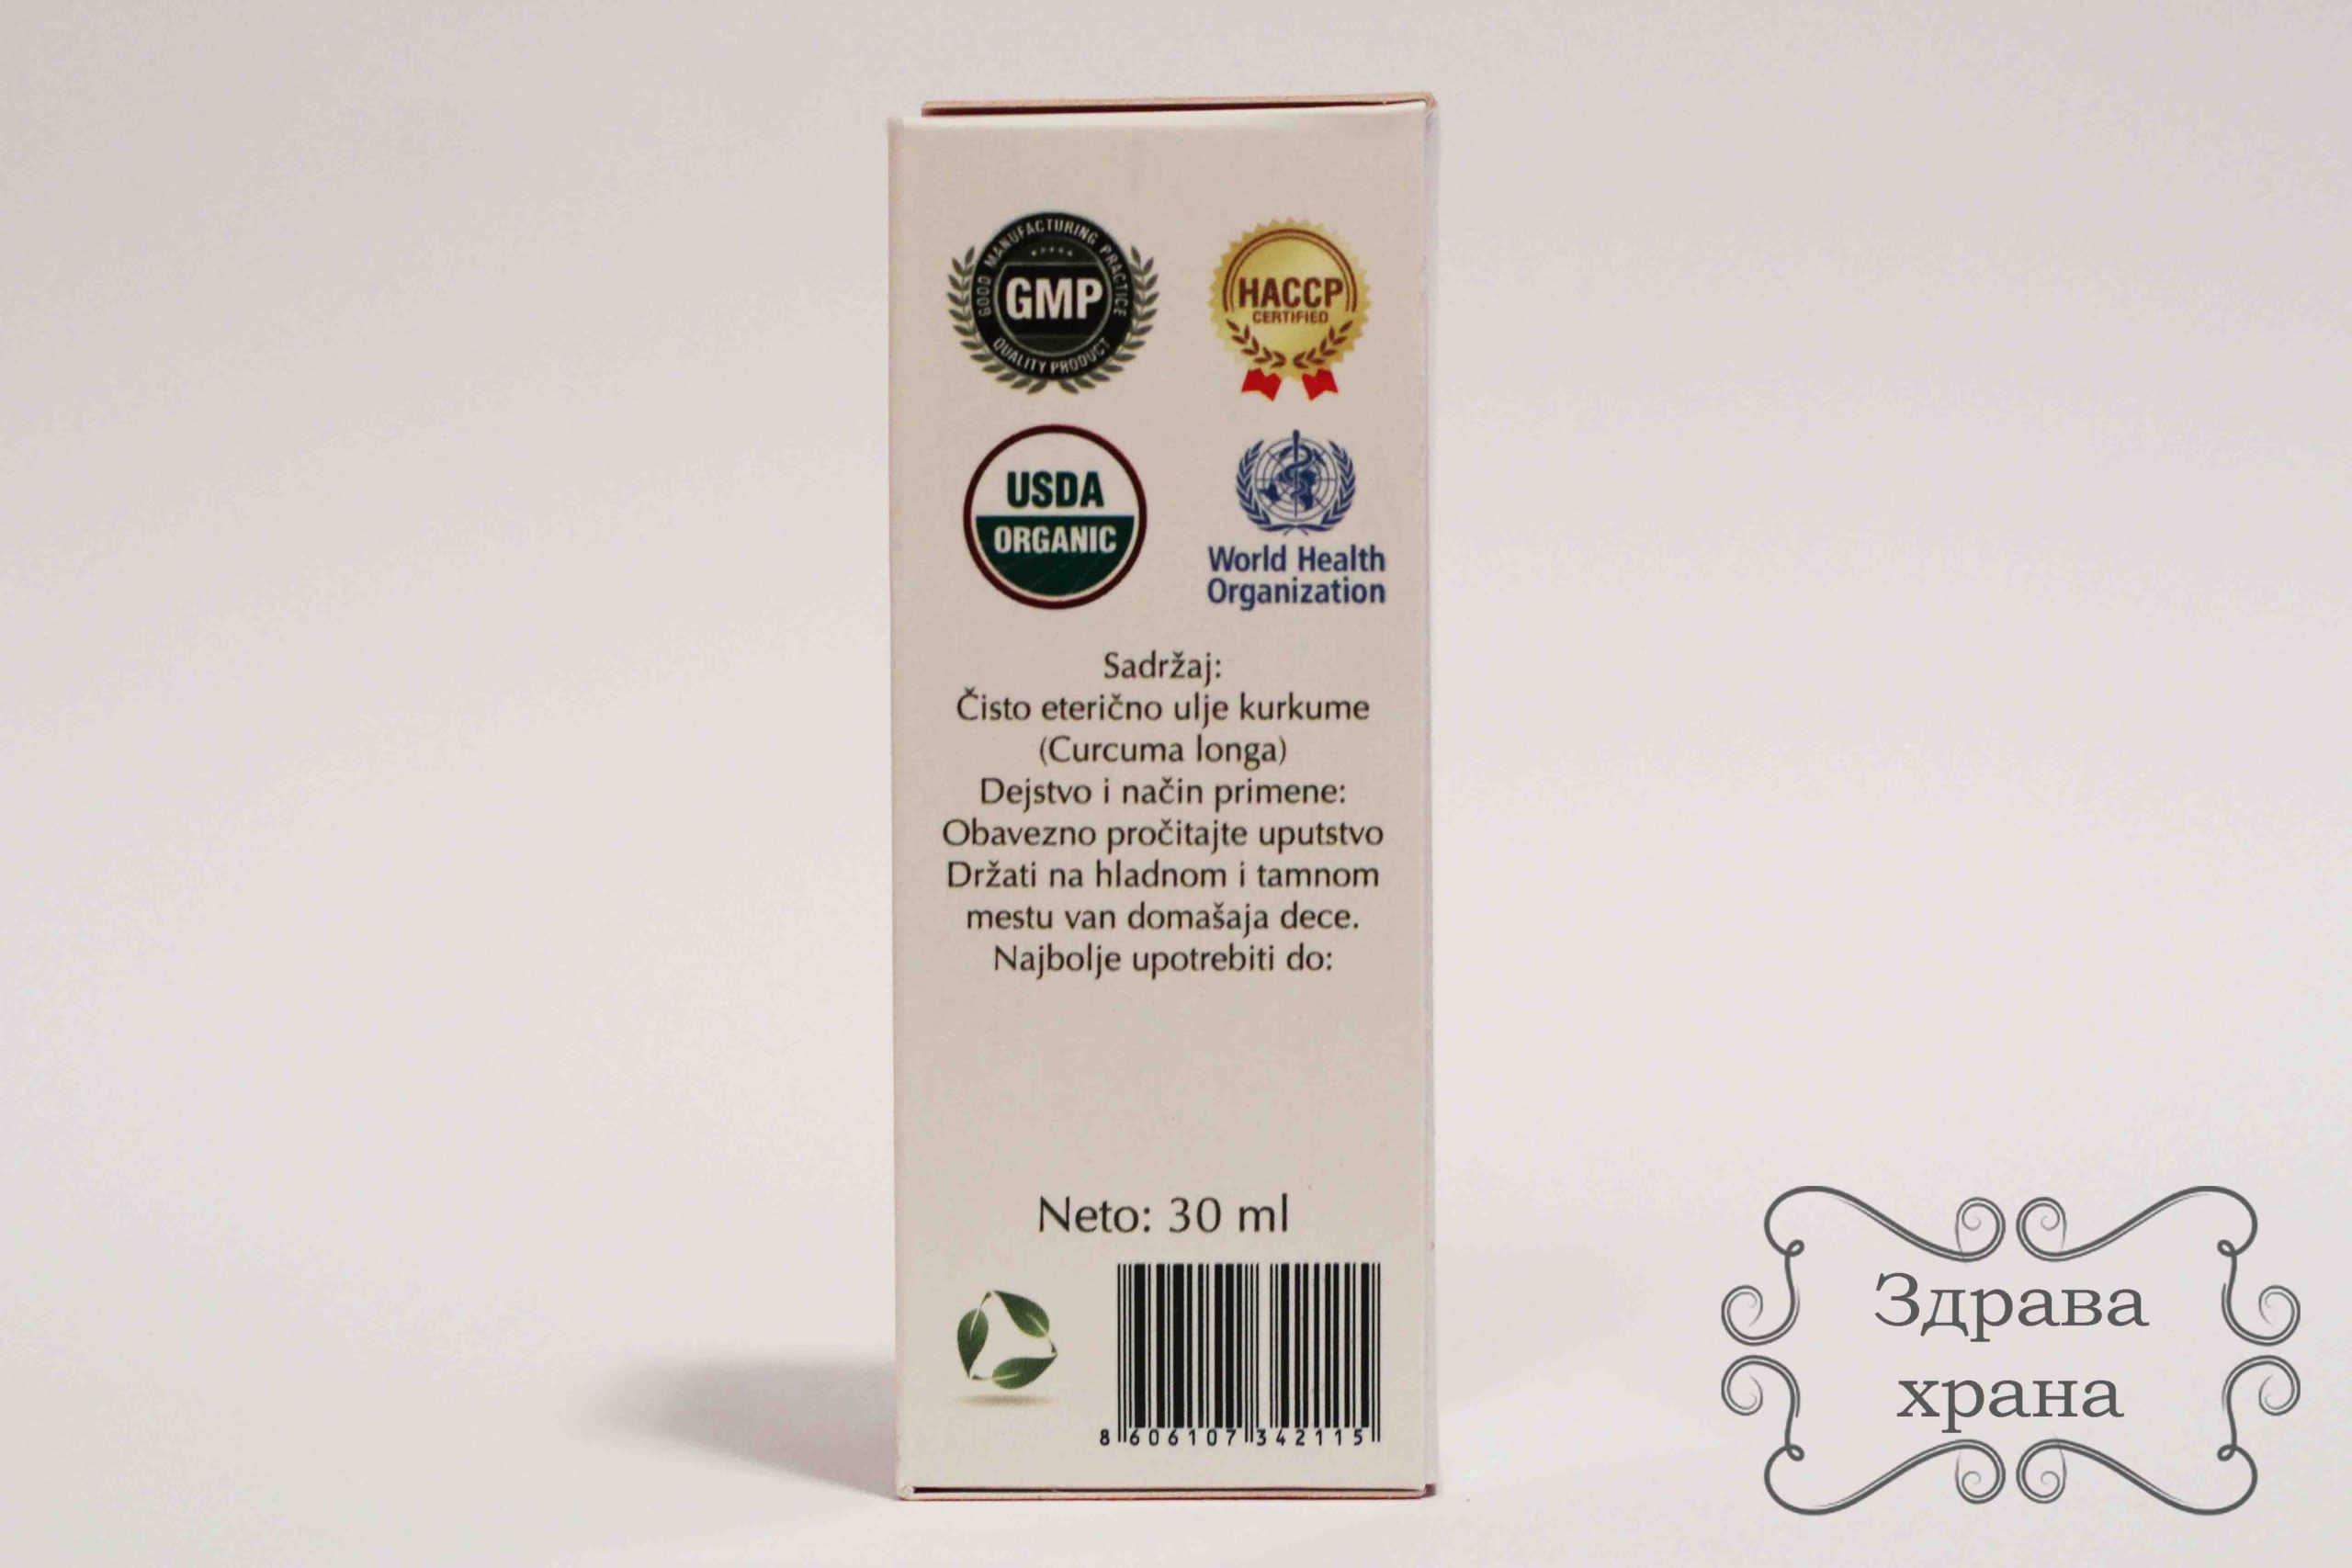 GOOD MANUFACTURING PRACTICE
GMP
QUALITY PRODUCT
HACCP
CERTIFIED
USDA
ORGANIC
World Health
Organization
Sadržaj:
Čisto eterično ulje kurkume
(Curcuma longa)
Dejstvo i način primene:
Obavezno pročitajte uputstvo
Držati na hladnom i tamnom
mestu van domašaja dece.
Najbolje upotrebiti do:
Neto: 30 ml
8 606107 342115
Здрава
храна